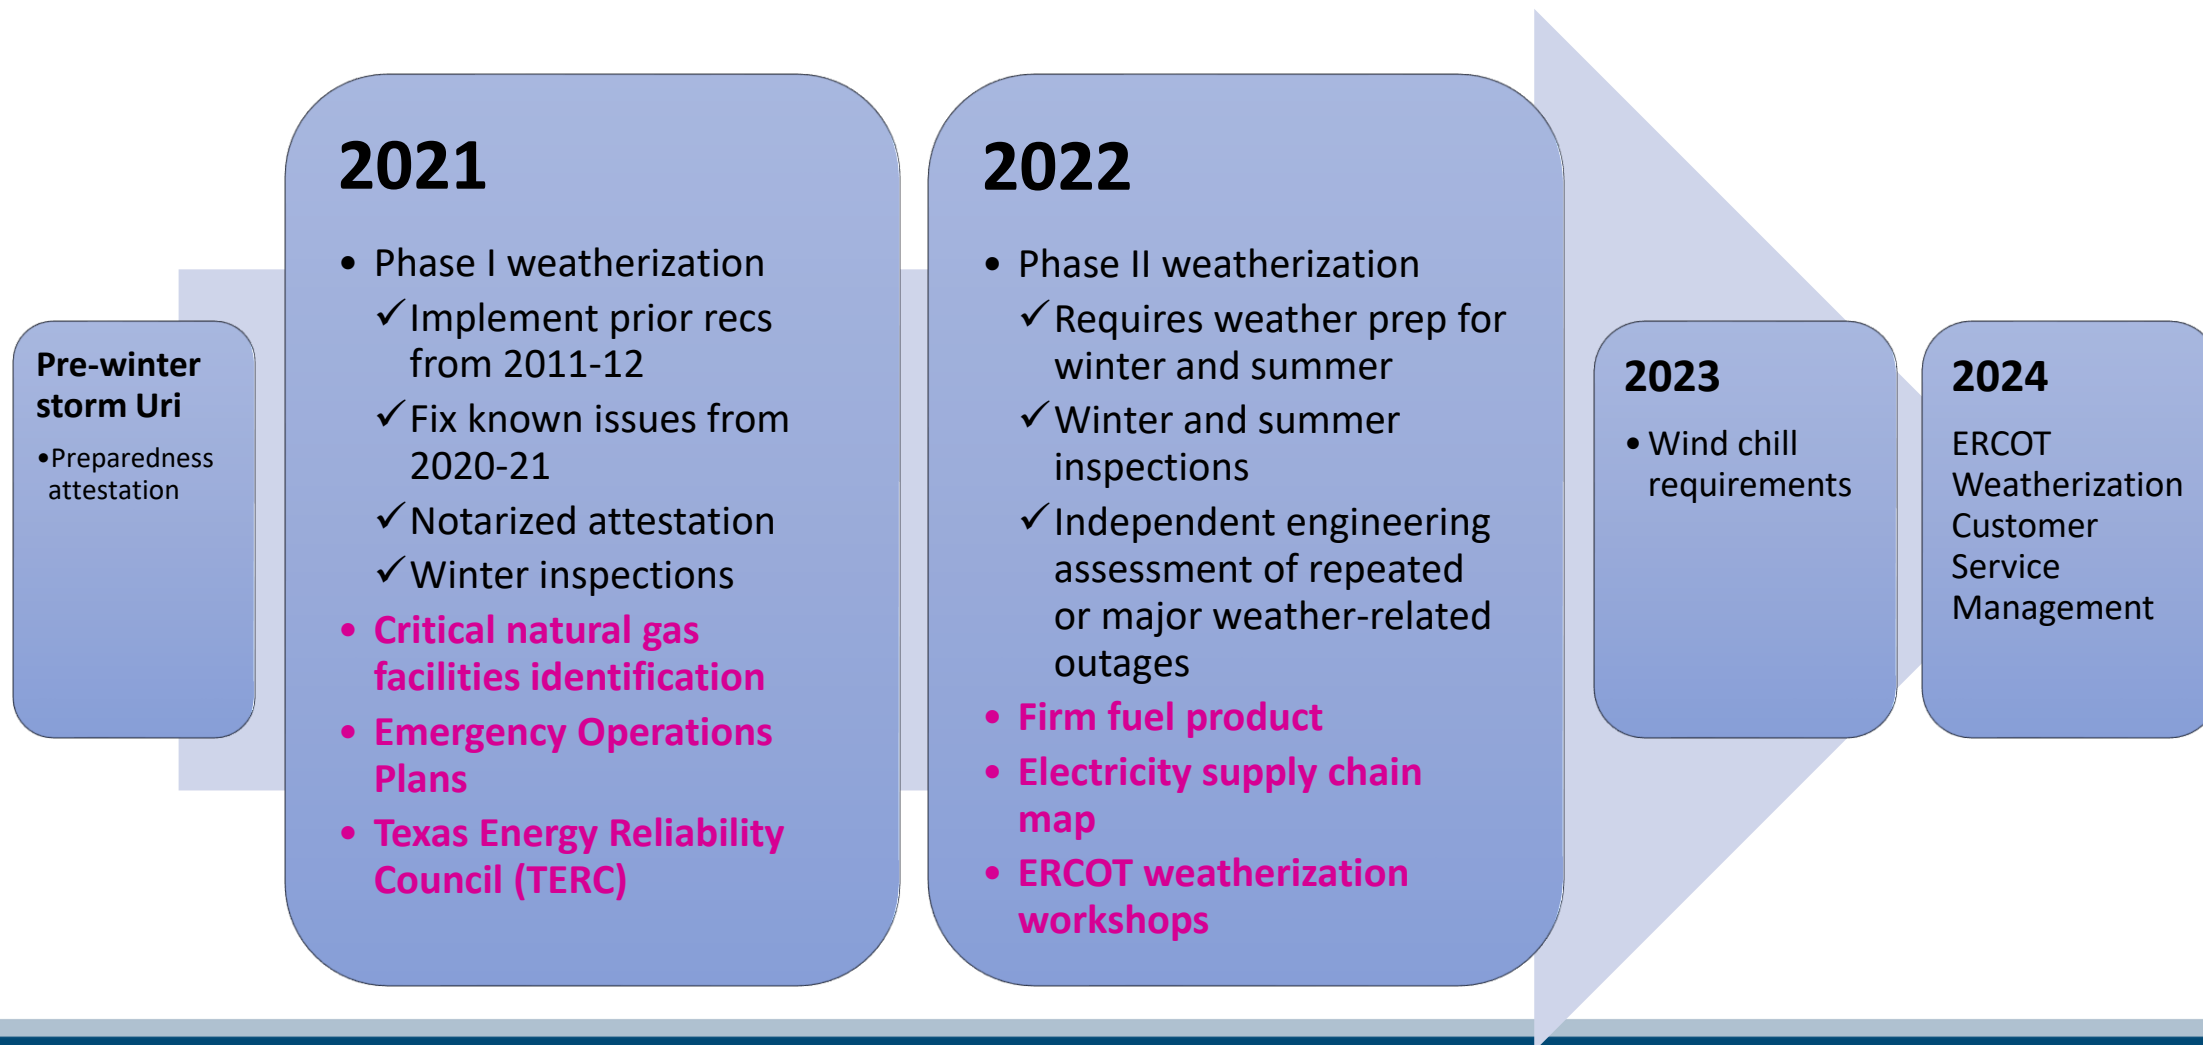 Pre-winter
storm Uri
•Preparedness
attestation
2021
• Phase I weatherization
✓Implement prior recs
from 2011-12
✓Fix known issues from
2020-21
✓Notarized attestation
✓Winter inspections
• Critical natural gas
facilities identification
• Emergency Operations
Plans
• Texas Energy Reliability
Council (TERC)
2022
• Phase II weatherization
✓Requires weather prep for
winter and summer
✓Winter and summer
inspections
✓Independent engineering
assessment of repeated
or major weather-related
outages
• Firm fuel product
• Electricity supply chain
map
• ERCOT weatherization
workshops
2023
• Wind chill
requirements
2024
ERCOT
Weatherization
Customer
Service
Management